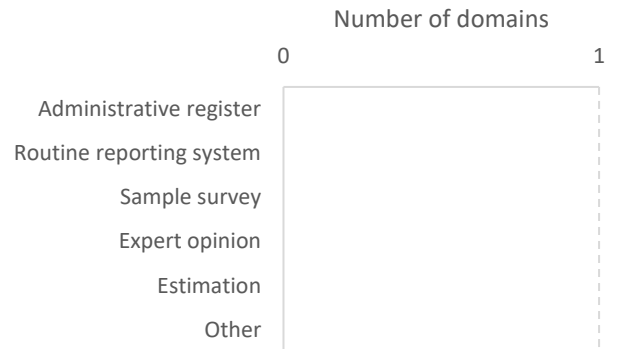 Number of domains
0 1
Administrative register
Routine reporting system
Sample survey
Expert opinion
Estimation
Other